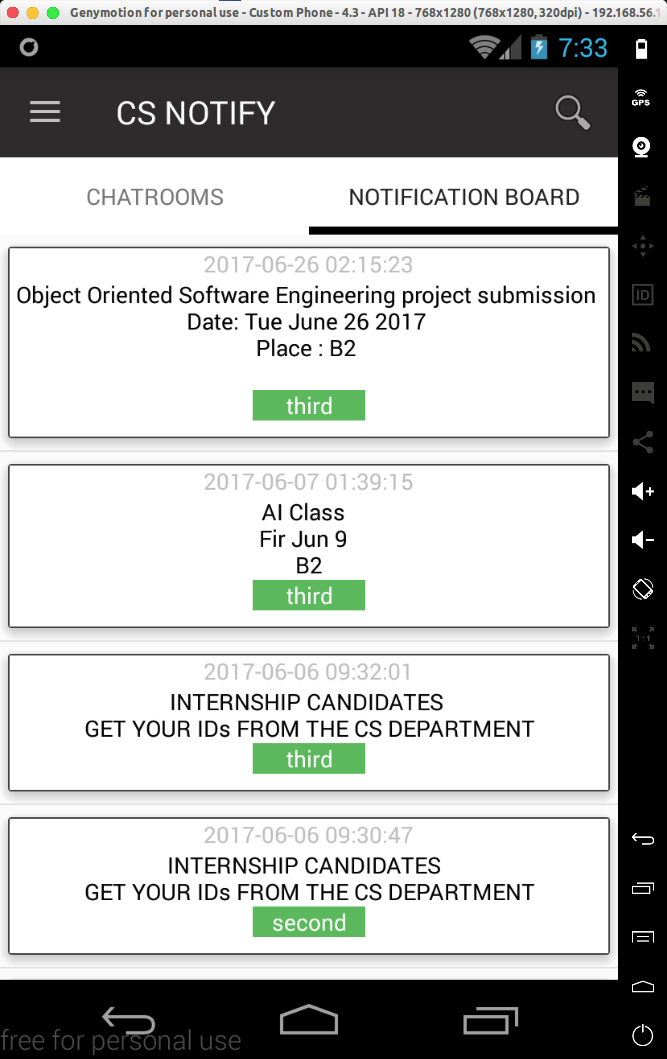 Genymotion for personal use - Custom Phone - 4.3 - API 18 - 768x1280 (768x1280, 320dpi) - 192.168.56.
7:33
GPS
CS NOTIFY
CHATROOMS NOTIFICATION BOARD
2017-06-26 02:15:23
Object Oriented Software Engineering project submission
Date: Tue June 26 2017
Place : B2
third
ID
2017-06-07 01:39:15
AI Class
Fir Jun 9
B2
third
1:1
2017-06-06 09:32:01
INTERNSHIP CANDIDATES
GET YOUR IDs FROM THE CS DEPARTMENT
third
2017-06-06 09:30:47
INTERNSHIP CANDIDATES
GET YOUR IDs FROM THE CS DEPARTMENT
second
free for personal use